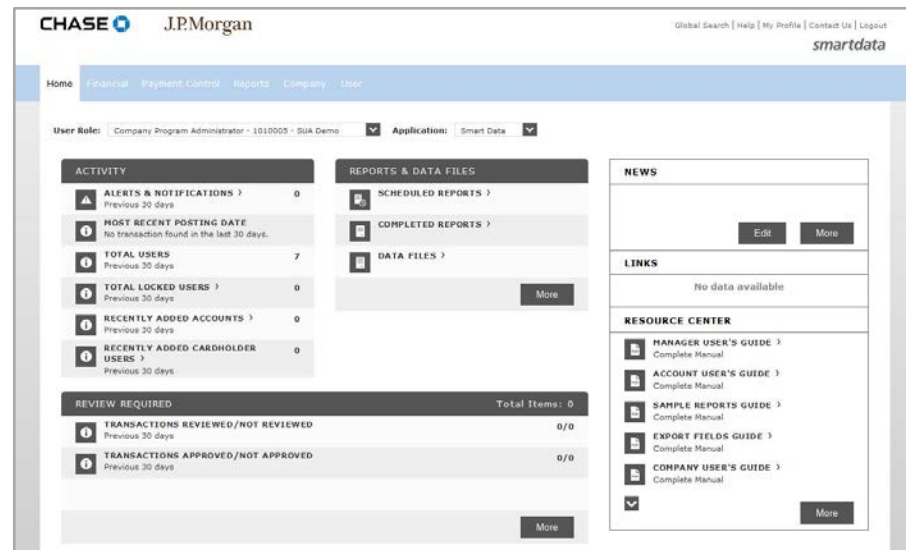 CHASE J.P.Morgan
Global Search | Help | My Profile | Contact Us | Logout
smartdata
Home Financial Payment Control Reports Company User
User Role: Company Program Administrator - 1010005 - SUA Demo Application: Smart Data
ACTIVITY
ALERTS & NOTIFICATIONS > 0
Previous 30 days
MOST RECENT POSTING DATE
No transaction found in the last 30 days.
TOTAL USERS 7
Previous 30 days
TOTAL LOCKED USERS > 0
Previous 30 days
RECENTLY ADDED ACCOUNTS > 0
Previous 30 days
RECENTLY ADDED CARDHOLDER 0
USERS >
Previous 30 days
REPORTS & DATA FILES
SCHEDULED REPORTS >
COMPLETED REPORTS >
DATA FILES >
More
REVIEW REQUIRED Total Items: 0
TRANSACTIONS REVIEWED/NOT REVIEWED 0/0
Previous 30 days
TRANSACTIONS APPROVED/NOT APPROVED 0/0
Previous 30 days
More
NEWS
Edit More
LINKS
No data available
RESOURCE CENTER
MANAGER USER'S GUIDE >
Complete Manual
ACCOUNT USER'S GUIDE >
Complete Manual
SAMPLE REPORTS GUIDE >
Complete Manual
EXPORT FIELDS GUIDE >
Complete Manual
COMPANY USER'S GUIDE >
Complete Manual
More